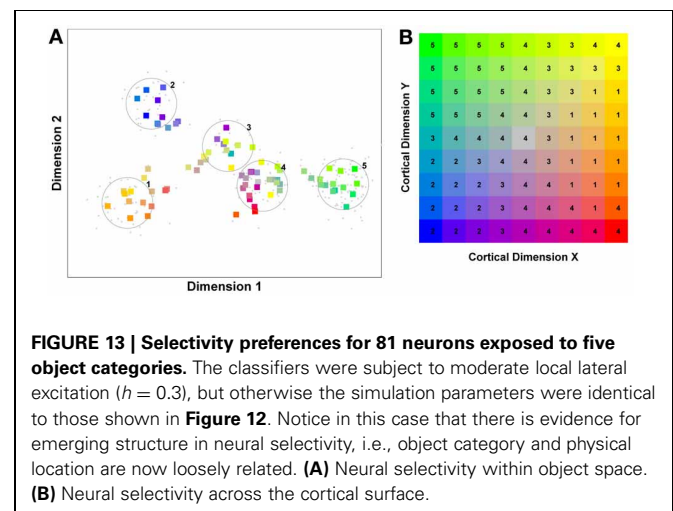 A
B
Dimension 2
2
3
1
4
5
Dimension 1
Cortical Dimension Y
5 5 5 5 4 3 3 4 4
5 5 5 5 4 3 3 3 3
5 5 5 5 4 3 3 1 1
5 5 5 4 4 3 1 1 1
3 4 4 4 4 3 1 1 1
2 2 3 4 4 3 1 1 1
2 2 2 3 4 4 1 1 1
2 2 2 3 4 4 4 1 4
2 2 2 3 4 4 4 4 4
Cortical Dimension X
FIGURE 13 | Selectivity preferences for 81 neurons exposed to five
object categories. The classifiers were subject to moderate local lateral
excitation (h = 0.3), but otherwise the simulation parameters were identical
to those shown in Figure 12. Notice in this case that there is evidence for
emerging structure in neural selectivity, i.e., object category and physical
location are now loosely related. (A) Neural selectivity within object space.
(B) Neural selectivity across the cortical surface.